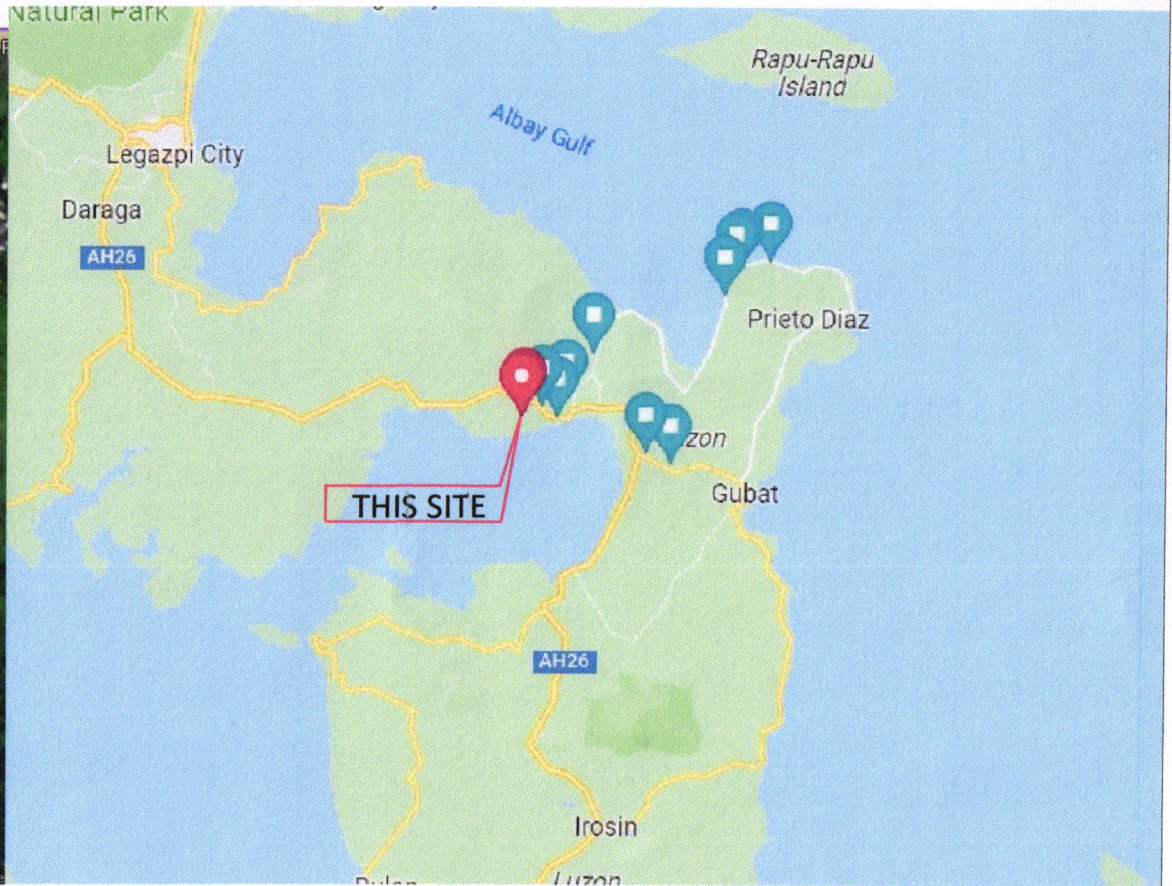 Natural Park
Rapu-Rapu
Island
Albay Gulf
Legazpi City
Daraga
AH26
Prieto Diaz
zon
THIS SITE
Gubat
AH26
Irosin
Luzon